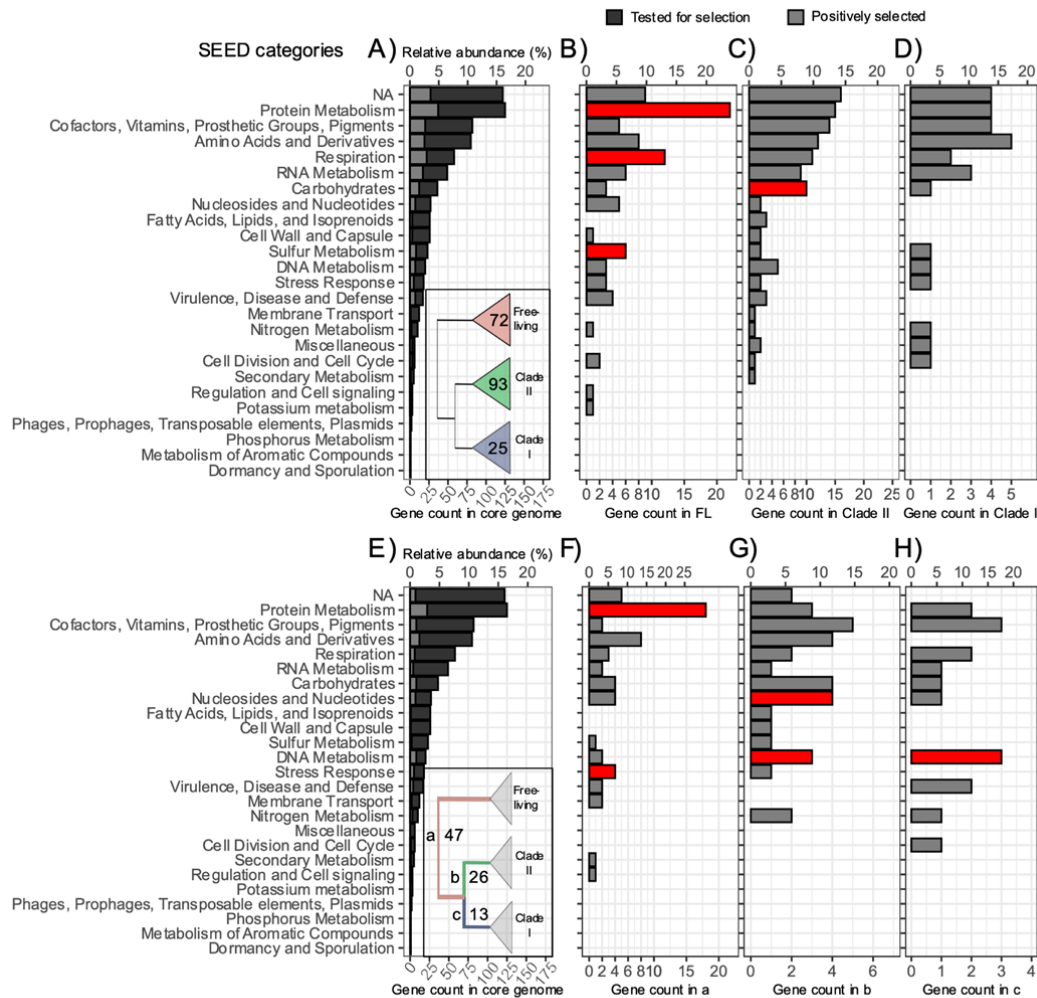 Tested for selection Positively selected
SEED categories A) B) C) D)
Relative abundance (%)
0 5 10 15 20
0 5 10 15 20
0 5 10 15 20
0 5 10 15 20
NA
Protein Metabolism
Cofactors, Vitamins, Prosthetic Groups, Pigments
Amino Acids and Derivatives
Respiration
RNA Metabolism
Carbohydrates
Nucleosides and Nucleotides
Fatty Acids, Lipids, and Isoprenoids
Cell Wall and Capsule
Sulfur Metabolism
DNA Metabolism
Stress Response
Virulence, Disease and Defense
Membrane Transport
Nitrogen Metabolism
Miscellaneous
Cell Division and Cell Cycle
Secondary Metabolism
Regulation and Cell signaling
Potassium metabolism
Phages, Prophages, Transposable elements, Plasmids
Phosphorus Metabolism
Metabolism of Aromatic Compounds
Dormancy and Sporulation
72
Free-
living
93
Clade
II
25
Clade
I
0 25 50 75 100 125 150 175
Gene count in core genome
0 2 4 6 8 10 20
Gene count in FL
0 2 4 6 8 10 15 20 25
Gene count in Clade II
0 1 2 3 4 5
Gene count in Clade I
E) F) G) H)
Relative abundance (%)
0 5 10 15 20
0 5 10 15 20 25
0 5 10 15 20
0 5 10 15 20
NA
Protein Metabolism
Cofactors, Vitamins, Prosthetic Groups, Pigments
Amino Acids and Derivatives
Respiration
RNA Metabolism
Carbohydrates
Nucleosides and Nucleotides
Fatty Acids, Lipids, and Isoprenoids
Cell Wall and Capsule
Sulfur Metabolism
DNA Metabolism
Stress Response
Virulence, Disease and Defense
Membrane Transport
Nitrogen Metabolism
Miscellaneous
Cell Division and Cell Cycle
Secondary Metabolism
Regulation and Cell signaling
Potassium metabolism
Phages, Prophages, Transposable elements, Plasmids
Phosphorus Metabolism
Metabolism of Aromatic Compounds
Dormancy and Sporulation
Free-
living
a 47
Clade
II
b 26
c 13
Clade
I
0 25 50 75 100 125 150 175
Gene count in core genome
0 2 4 6 8 10 20
Gene count in a
0 2 4 6
Gene count in b
0 1 2 3 4
Gene count in c